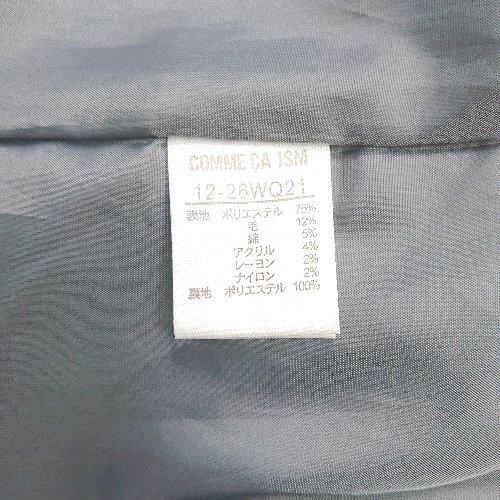 COMME ÇA ISM
12-26WQ21
表地 ポリエステル 75%
毛 12%
綿 5%
アクリル 4%
レーヨン 2%
ナイロン 2%
裏地 ポリエステル 100%